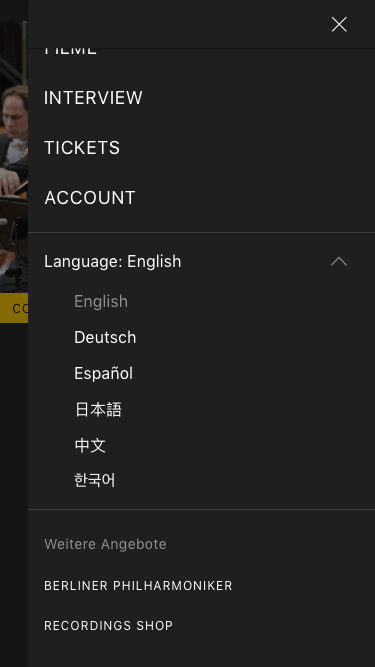 FILME
INTERVIEW
TICKETS
ACCOUNT
Language: English
English
Deutsch
Español
日本語
中文
한국어
Weitere Angebote
BERLINER PHILHARMONIKER
RECORDINGS SHOP